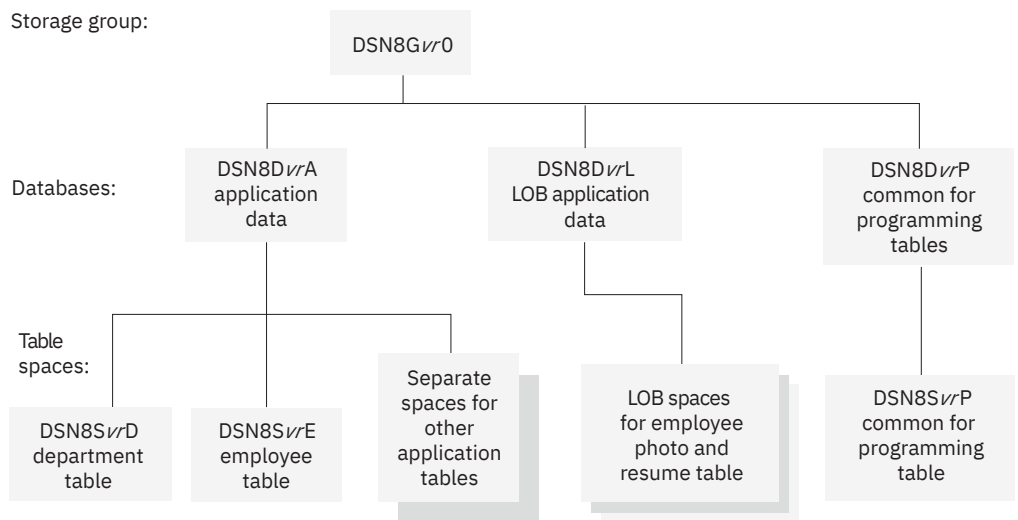 Storage group:
DSN8Gvr0
Databases:
DSN8DvrA
application
data
DSN8DvrL
LOB application
data
DSN8DvrP
common for
programming
tables
Table
spaces:
DSN8SvrD
department
table
DSN8SvrE
employee
table
Separate
spaces for
other
application
tables
LOB spaces
for employee
photo and
resume table
DSN8SvrP
common for
programming
table